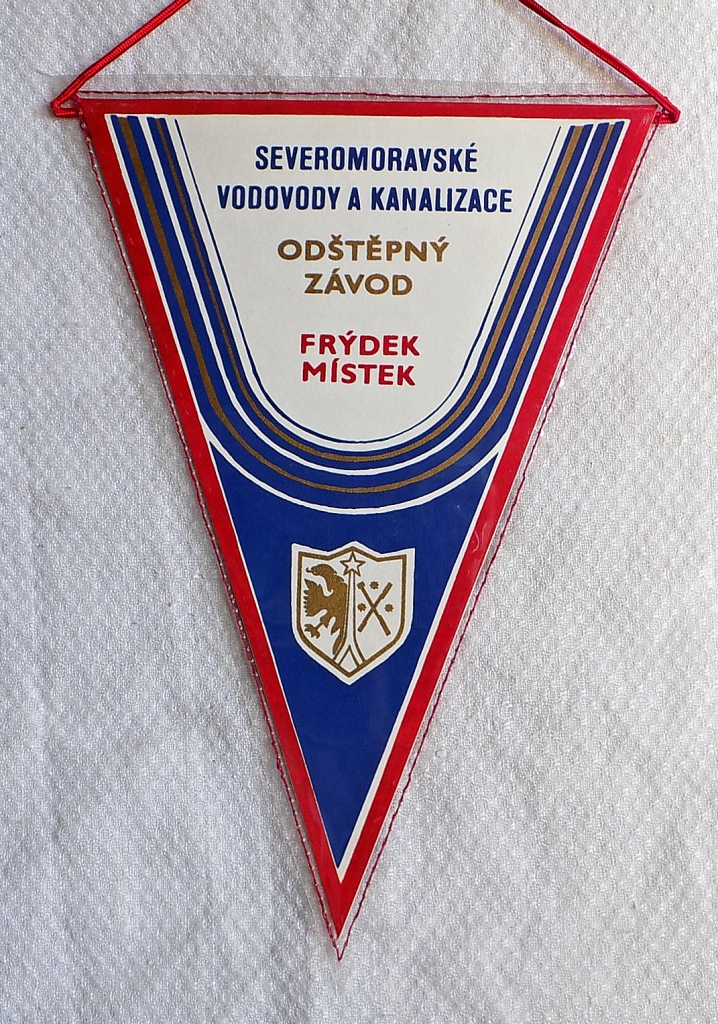 SEVEROMORAVSKÉ
VODOVODY A KANALIZACE
ODŠTĚPNÝ
ZÁVOD
FRÝDEK
MÍSTEK